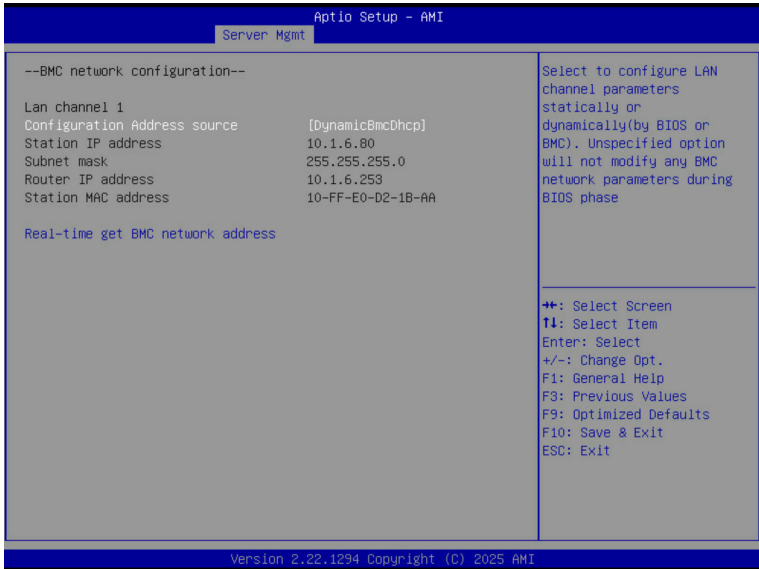 Aptio Setup - AMI
Server Mgmt
--BMC network configuration--
Lan channel 1
Configuration Address source [DynamicBmcDhcp]
Station IP address 10.1.6.80
Subnet mask 255.255.255.0
Router IP address 10.1.6.253
Station MAC address 10-FF-E0-D2-1B-AA
Real-time get BMC network address
Select to configure LAN
channel parameters
statically or
dynamically(by BIOS or
BMC). Unspecified option
will not modify any BMC
network parameters during
BIOS phase
→←: Select Screen
↑↓: Select Item
Enter: Select
+/-: Change Opt.
F1: General Help
F3: Previous Values
F9: Optimized Defaults
F10: Save & Exit
ESC: Exit
Version 2.22.1294 Copyright (C) 2025 AMI